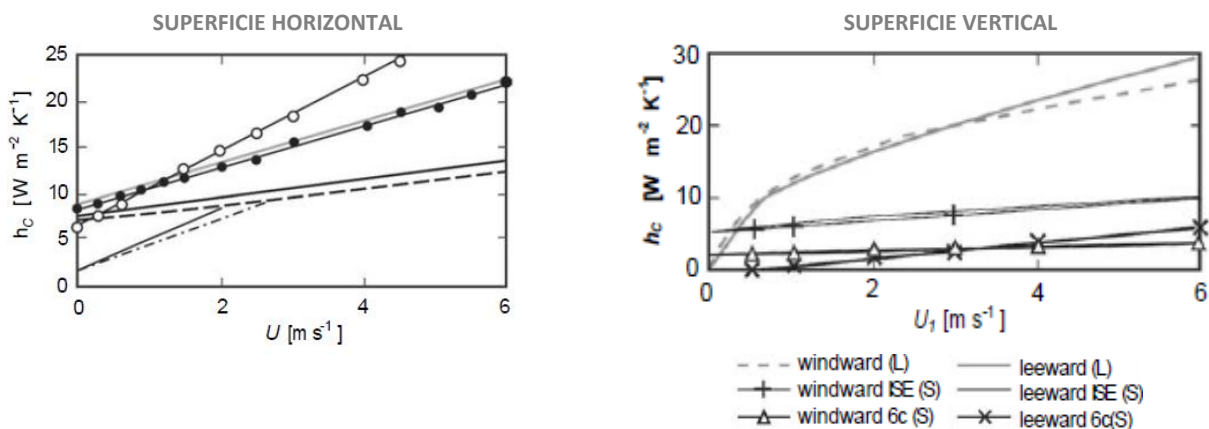 SUPERFICIE HORIZONTAL
25
20
15
10
5
0
h_C [W m⁻² K⁻¹]
0 2 4 6
U [m s⁻¹]
SUPERFICIE VERTICAL
30
20
10
0
h_c [W m⁻² K⁻¹]
0 2 4 6
U₁ [m s⁻¹]
windward (L) leeward (L)
windward ISE (S) leeward ISE (S)
windward 6c (S) leeward 6c(S)